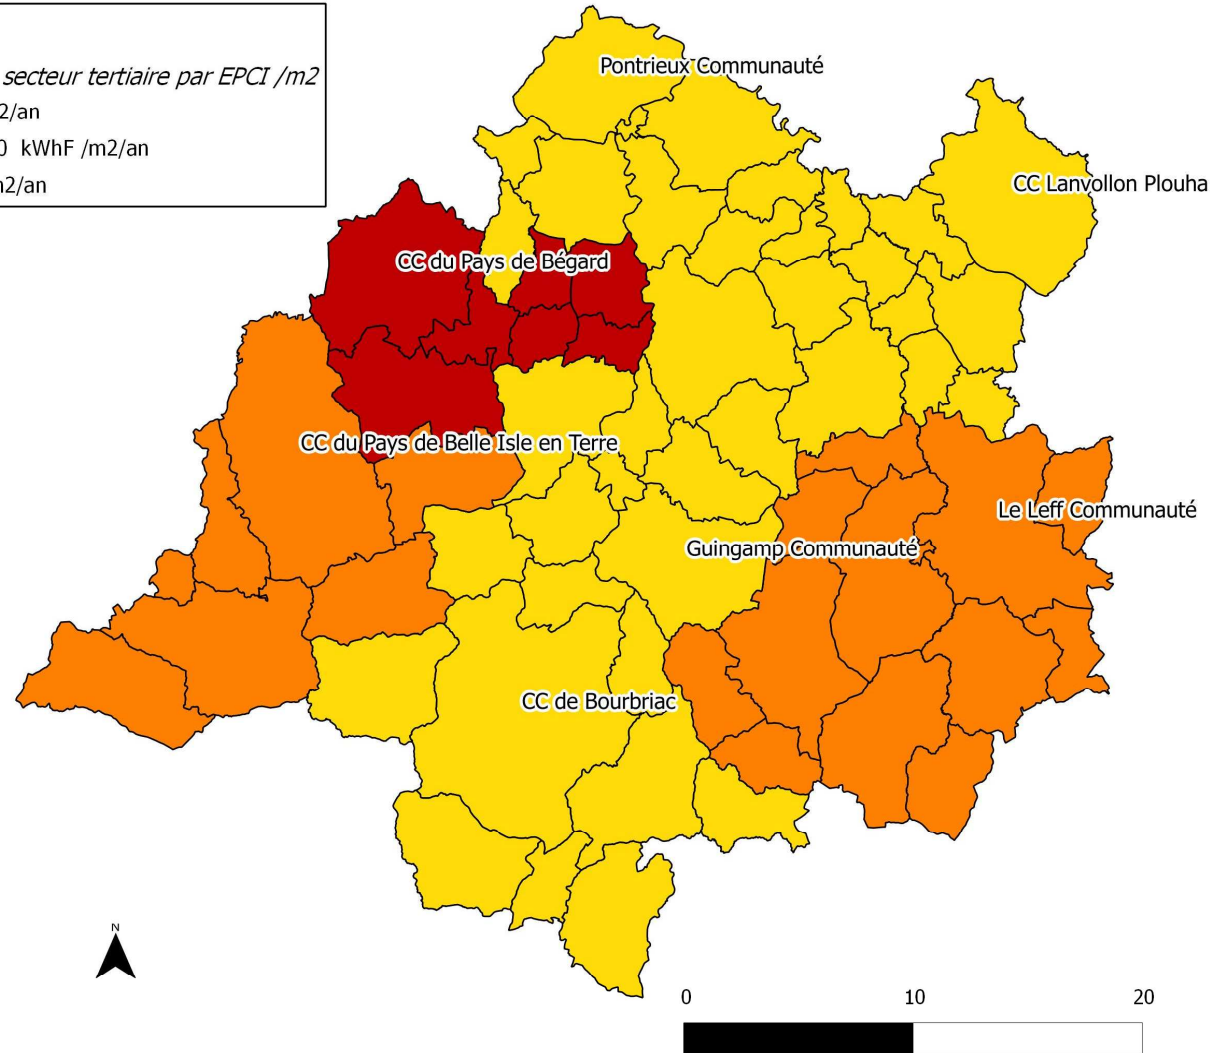 secteur tertiaire par EPCI /m2
2/an
0 kWhF /m2/an
n2/an
Pontrieux Communauté
CC Lanvollon Plouha
CC du Pays de Bégard
CC du Pays de Belle Isle en Terre
Le Leff Communauté
Guingamp Communauté
CC de Bourbriac
N
0 10 20